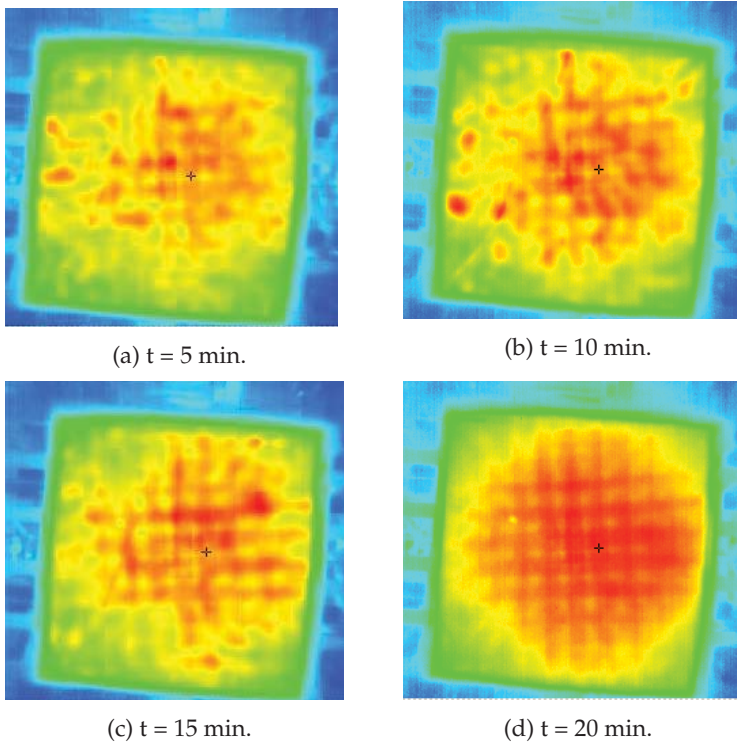 (a) t = 5 min.
(b) t = 10 min.
(c) t = 15 min.
(d) t = 20 min.